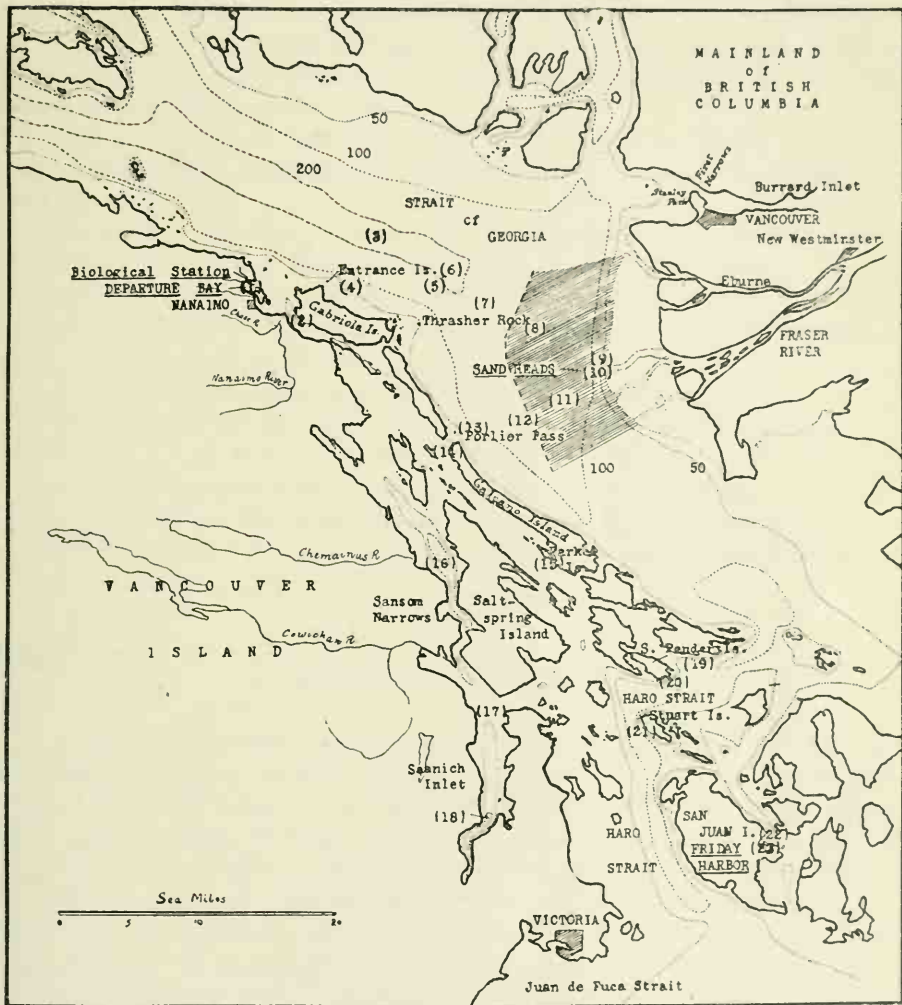 MAINLAND
of
BRITISH
COLUMBIA
50
100
200
First
Narrows
Stanley
Park
Burrard Inlet
VANCOUVER
New Westminster
STRAIT
of
GEORGIA
(3)
Biological Station
DEPARTURE BAY
NANAIMO
Entrance Is. (6)
(4)
(5)
Eburne
(7)
Gabriola Is.
(2)
Thrasher Rock
(8)
FRASER
RIVER
Nanaimo River
SAND HEADS
(9)
(10)
(11)
(12)
(13)
Porlier Pass
(14)
100
50
Galiano Island
Chemainus R.
(16)
(15)
VANCOUVER
ISLAND
Sansom
Narrows
Salt-
spring
Island
Cowichan R.
S. Pender Is.
(19)
(20)
HARO STRAIT
Stuart Is.
(21)
(17)
Saanich
Inlet
(18)
HARO
STRAIT
SAN
JUAN I. (22)
FRIDAY (23)
HARBOR
Sea Miles
0 5 10 20
VICTORIA
Juan de Fuca Strait